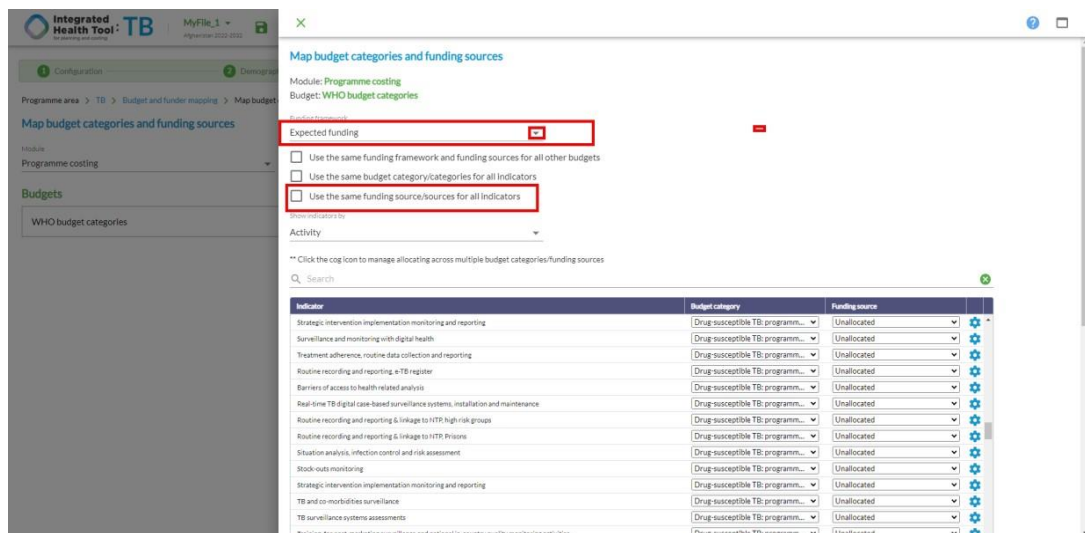 Integrated
Health Tool:
for planning and costing
TB
MyFile_1
Afghanistan 2022-2032
1 Configuration
2 Demograp
Programme area > TB > Budget and funder mapping > Map budget
Map budget categories and funding sources
Module
Programme costing
Budgets
WHO budget categories
Map budget categories and funding sources
Module: Programme costing
Budget: WHO budget categories
Funding framework
Expected funding
Use the same funding framework and funding sources for all other budgets
Use the same budget category/categories for all indicators
Use the same funding source/sources for all indicators
Show indicators by
Activity
** Click the cog icon to manage allocating across multiple budget categories/funding sources
Search
Indicator Budget category Funding source
Strategic intervention implementation monitoring and reporting Drug-susceptible TB: programm... Unallocated
Surveillance and monitoring with digital health Drug-susceptible TB: programm... Unallocated
Treatment adherence, routine data collection and reporting Drug-susceptible TB: programm... Unallocated
Routine recording and reporting, e-TB register Drug-susceptible TB: programm... Unallocated
Barriers of access to health related analysis Drug-susceptible TB: programm... Unallocated
Real-time TB digital case-based surveillance systems, installation and maintenance Drug-susceptible TB: programm... Unallocated
Routine recording and reporting & linkage to NTP, high risk groups Drug-susceptible TB: programm... Unallocated
Routine recording and reporting & linkage to NTP, Prisons Drug-susceptible TB: programm... Unallocated
Situation analysis, infection control and risk assessment Drug-susceptible TB: programm... Unallocated
Stock-outs monitoring Drug-susceptible TB: programm... Unallocated
Strategic intervention implementation monitoring and reporting Drug-susceptible TB: programm... Unallocated
TB and co-morbidities surveillance Drug-susceptible TB: programm... Unallocated
TB surveillance systems assessments Drug-susceptible TB: programm... Unallocated